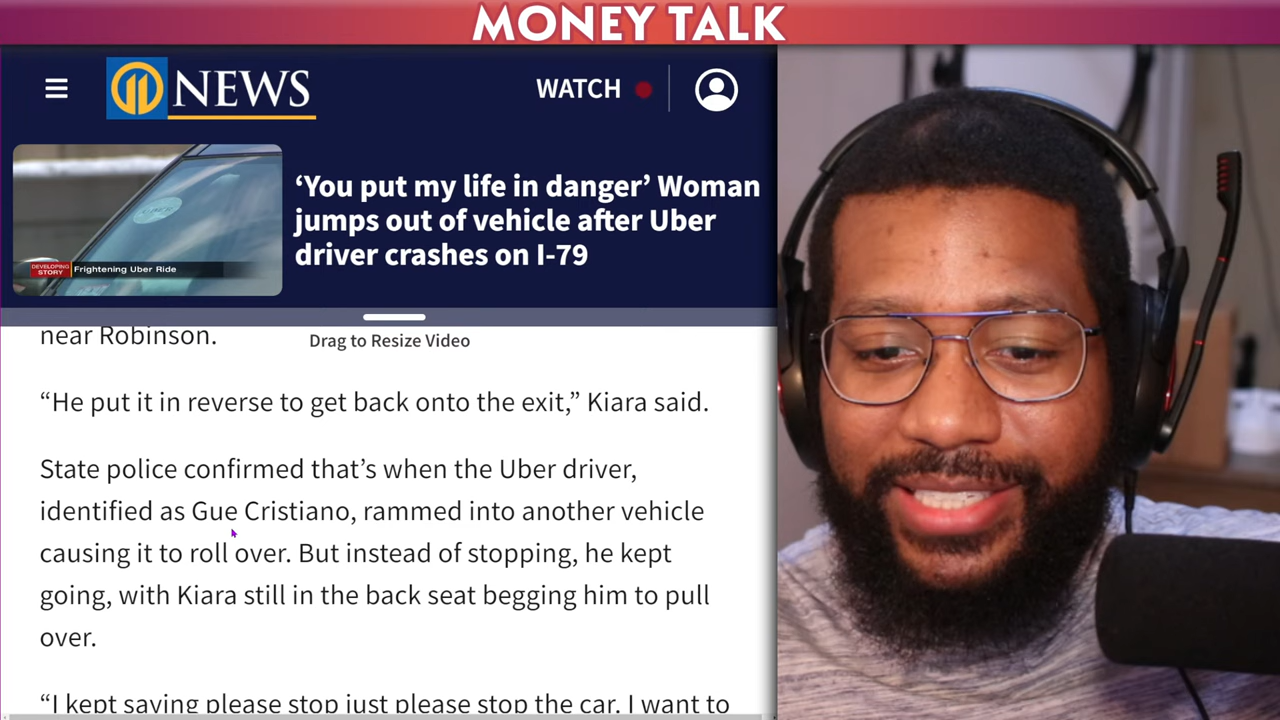 MONEY TALK
NEWS
WATCH
‘You put my life in danger’ Woman
jumps out of vehicle after Uber
driver crashes on I-79
DEVELOPING
STORY
Frightening Uber Ride
near Robinson.
Drag to Resize Video
“He put it in reverse to get back onto the exit,” Kiara said.
State police confirmed that’s when the Uber driver,
identified as Gue Cristiano, rammed into another vehicle
causing it to roll over. But instead of stopping, he kept
going, with Kiara still in the back seat begging him to pull
over.
“I kept saying please stop just please stop the car. I want to